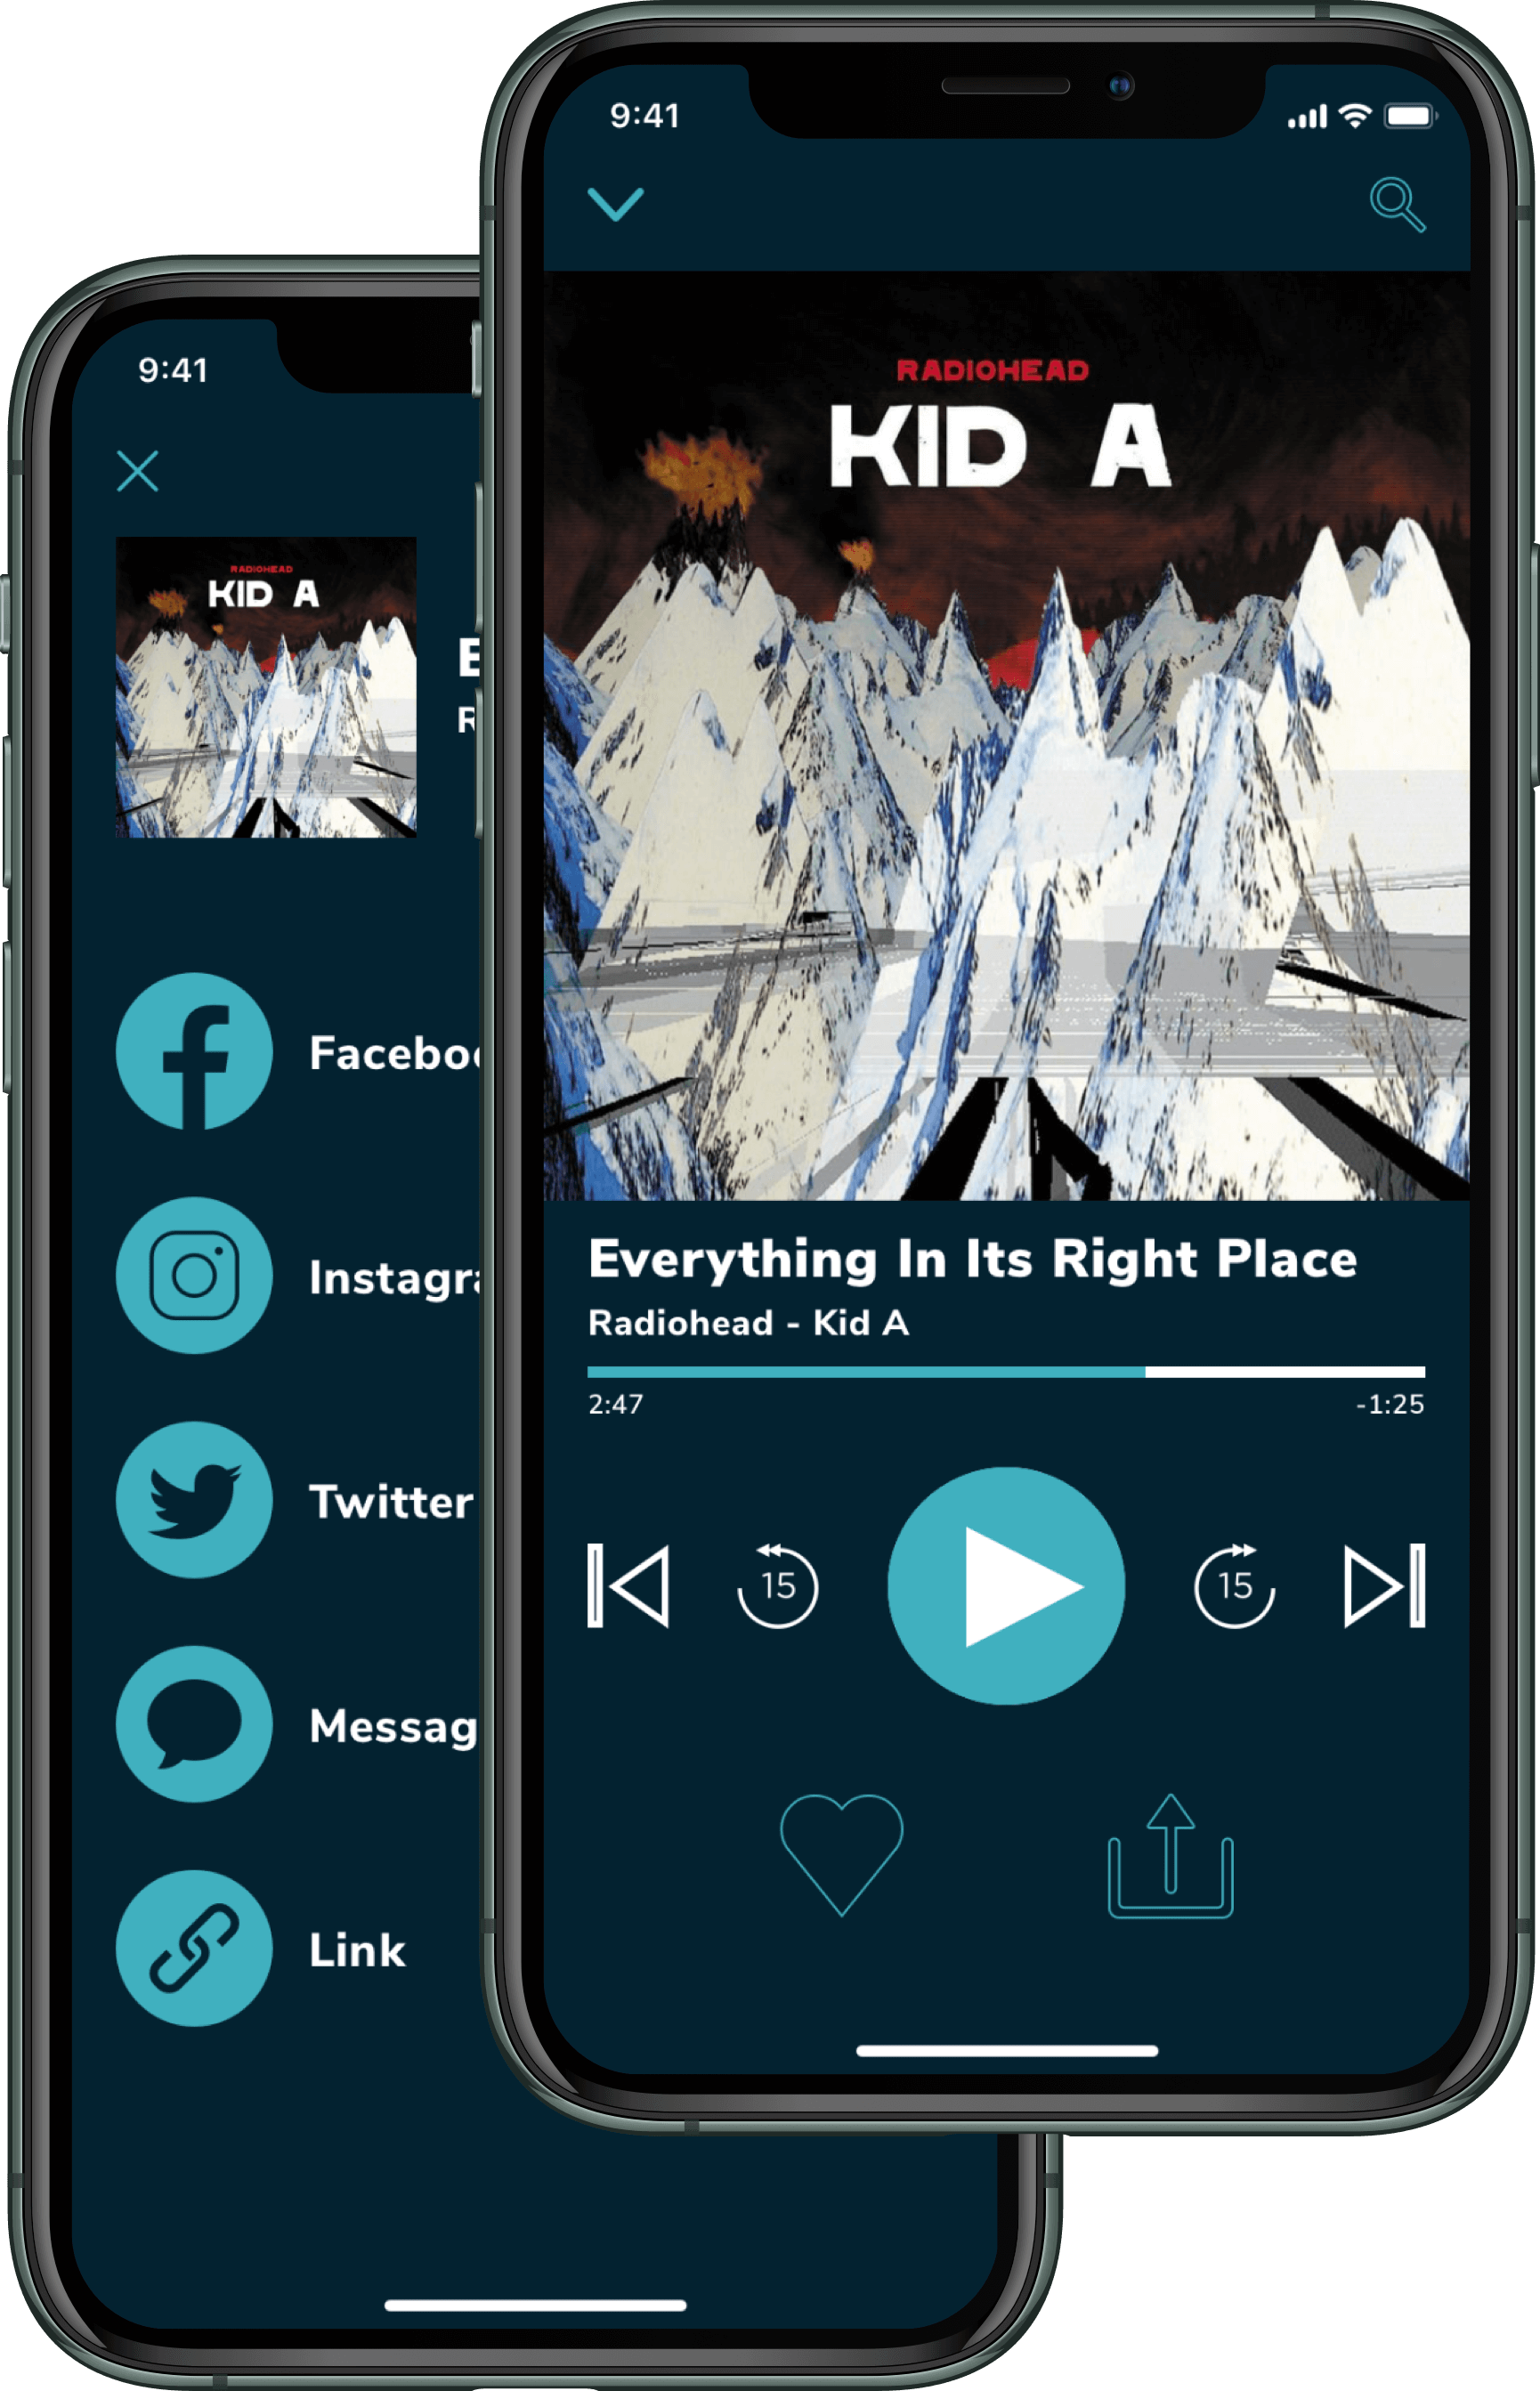 9:41
RADIOHEAD
KID A
Everything In Its Right Place
Radiohead - Kid A
2:47
-1:25
15
15
9:41
RADIOHEAD
KID A
E
R
Faceboo
Instagra
Twitter
Messag
Link